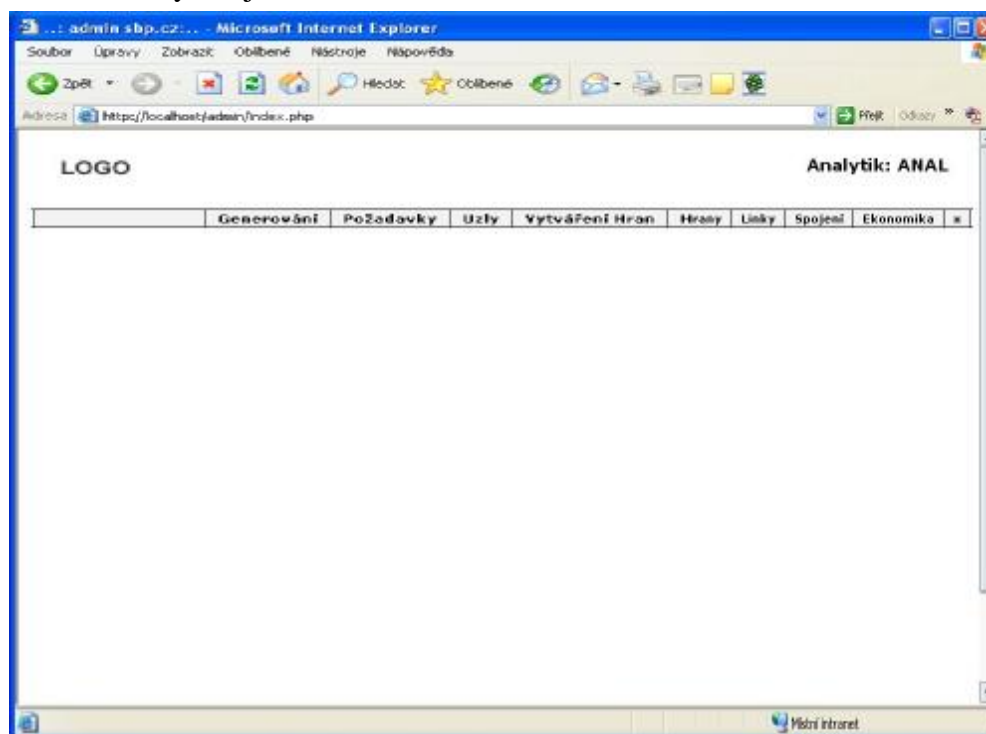 ..: admin sbp.cz:.. - Microsoft Internet Explorer
Soubor Úpravy Zobrazit Oblíbené Nástroje Nápověda
Zpět Hledat Oblíbené
Adresa https://localhost/admin/index.php Přejít Odkazy »
LOGO Analytik: ANAL
Generování Požadavky Uzly Vytváření Hran Hrany Linky Spojení Ekonomika x
Místní intranet